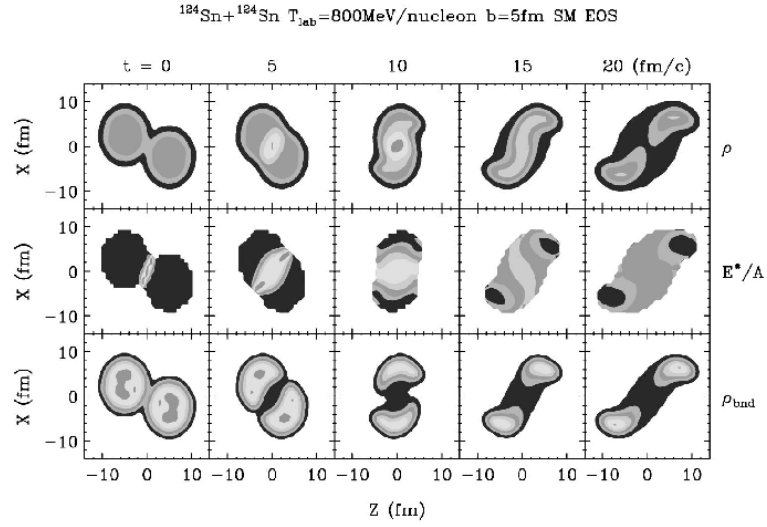 ¹²⁴Sn+¹²⁴Sn T_lab=800MeV/nucleon b=5fm SM EOS
t = 0 5 10 15 20 (fm/c)
10
0
−10
X (fm)
ρ
10
0
−10
X (fm)
E*/A
10
0
−10
X (fm)
ρ_bnd
−10 0 10 −10 0 10 −10 0 10 −10 0 10 −10 0 10
Z (fm)